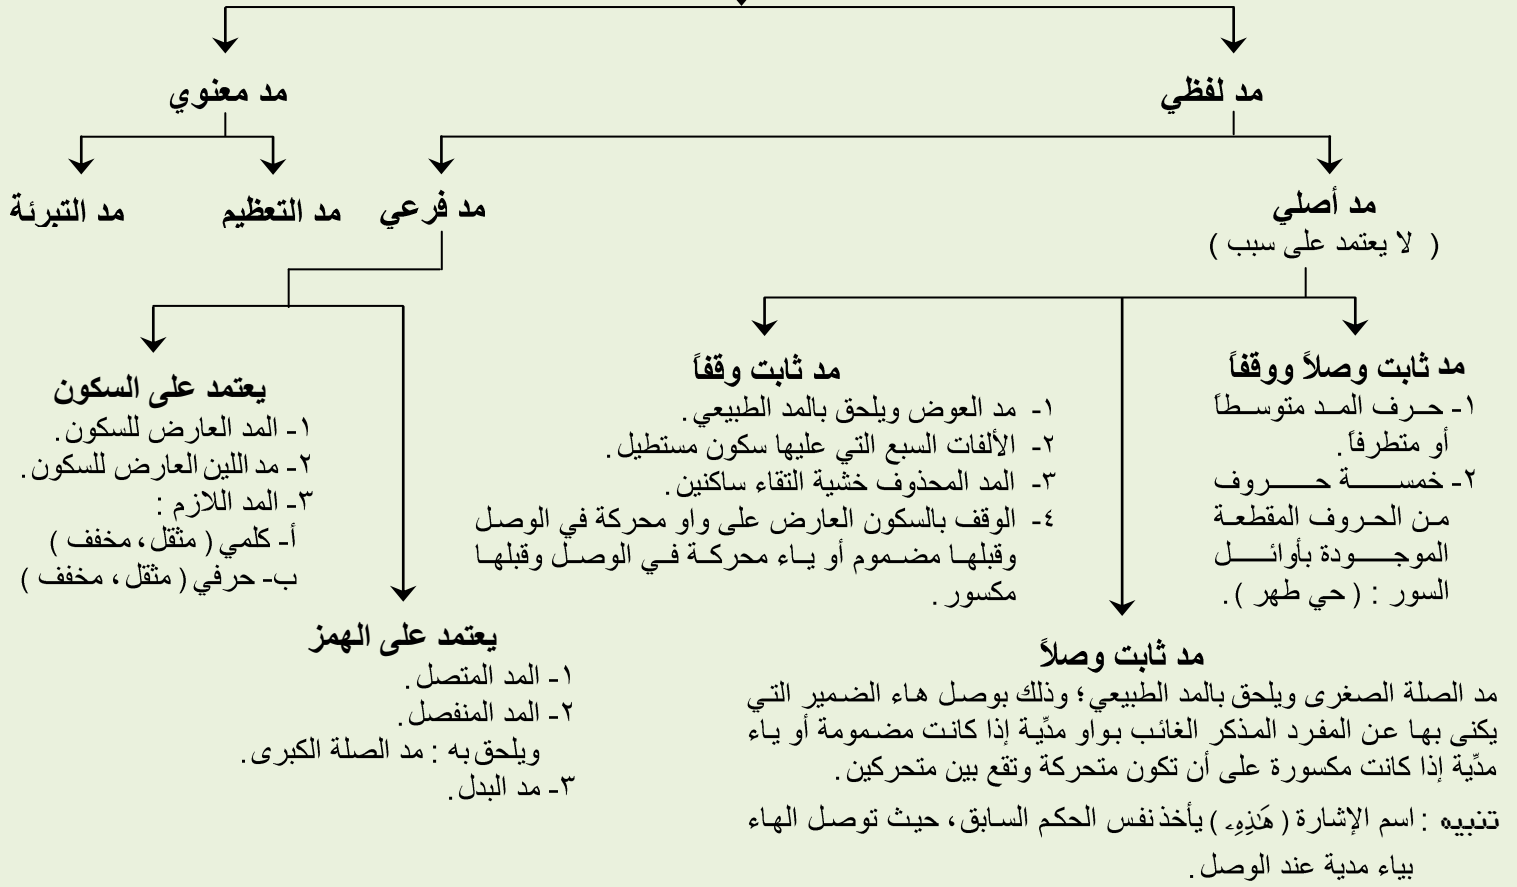 مد لفظي
مد معنوي
مد أصلي
( لا يعتمد على سبب )
مد فرعي
مد التعظيم
مد التبرئة
مد ثابت وصلاً ووقفاً
١- حرف المد متوسطاً
أو متطرفاً.
٢- خمسة حروف
من الحروف المقطعة
الموجودة بأوائل
السور : ( حي طهر ).
مد ثابت وقفاً
١- مد العوض ويلحق بالمد الطبيعي.
٢- الألفات السبع التي عليها سكون مستطيل.
٣- المد المحذوف خشية التقاء ساكنين.
٤- الوقف بالسكون العارض على واو محركة في الوصل
وقبلها مضموم أو ياء محركة في الوصل وقبلها
مكسور.
مد ثابت وصلاً
مد الصلة الصغرى ويلحق بالمد الطبيعي؛ وذلك بوصل هاء الضمير التي
يكنى بها عن المفرد المذكر الغائب بواو مدِّية إذا كانت مضمومة أو ياء
مدِّية إذا كانت مكسورة على أن تكون متحركة وتقع بين متحركين.
تنبيه : اسم الإشارة ( هَٰذِهِۦ ) يأخذ نفس الحكم السابق، حيث توصل الهاء
بياء مدية عند الوصل.
يعتمد على السكون
١- المد العارض للسكون.
٢- مد اللين العارض للسكون.
٣- المد اللازم :
أ- كلمي ( مثقل، مخفف )
ب- حرفي ( مثقل، مخفف )
يعتمد على الهمز
١- المد المتصل.
٢- المد المنفصل.
ويلحق به : مد الصلة الكبرى.
٣- مد البدل.